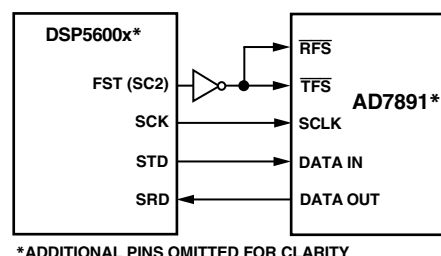 DSP5600x*
FST (SC2)
SCK
STD
SRD
RFS
TFS
AD7891*
SCLK
DATA IN
DATA OUT
*ADDITIONAL PINS OMITTED FOR CLARITY